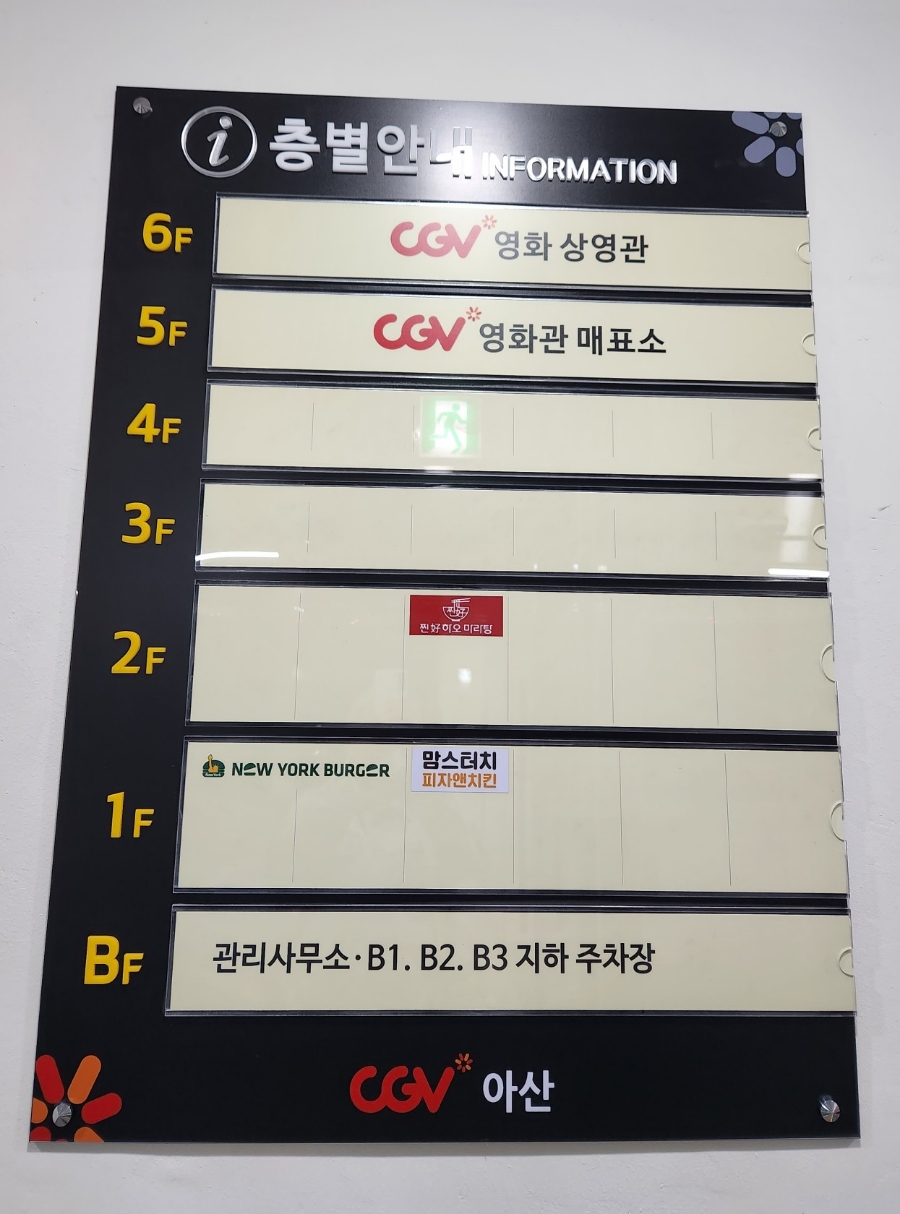 i 층별안내 INFORMATION
6F CGV 영화 상영관
5F CGV 영화관 매표소
4F
3F
2F 찐好하오 마라탕
1F NEW YORK BURGER 맘스터치 피자앤치킨
BF 관리사무소·B1. B2. B3 지하 주차장
CGV 아산